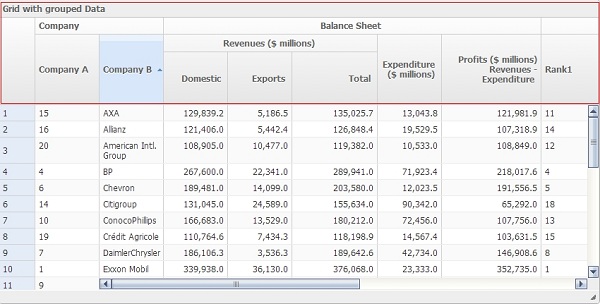 Grid with grouped Data
Company Balance Sheet
Revenues ($ millions)
Company A Company B Domestic Exports Total Expenditure ($ millions) Profits ($ millions) Revenues - Expenditure Rank1
1 15 AXA 129,839.2 5,186.5 135,025.7 13,043.8 121,981.9 11
2 16 Allianz 121,406.0 5,442.4 126,848.4 19,529.5 107,318.9 14
3 20 American Intl. Group 108,905.0 10,477.0 119,382.0 10,533.0 108,849.0 12
4 4 BP 267,600.0 22,341.0 289,941.0 71,923.4 218,017.6 4
5 6 Chevron 189,481.0 14,099.0 203,580.0 12,023.5 191,556.5 5
6 14 Citigroup 131,045.0 24,589.0 155,634.0 90,342.0 65,292.0 18
7 10 ConocoPhilips 166,683.0 13,529.0 180,212.0 72,456.0 107,756.0 13
8 19 Crédit Agricole 110,764.6 7,434.3 118,198.9 14,567.4 103,631.5 15
9 7 DaimlerChrysler 186,106.3 3,536.3 189,642.6 42,734.0 146,908.6 8
10 1 Exxon Mobil 339,938.0 36,130.0 376,068.0 23,333.0 352,735.0 1
11 9